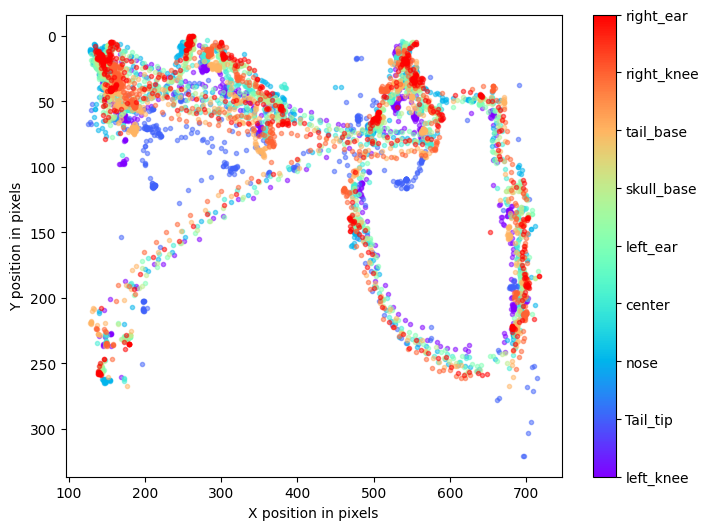 0
50
100
150
200
250
300
Y position in pixels
100 200 300 400 500 600 700
X position in pixels
right_ear
right_knee
tail_base
skull_base
left_ear
center
nose
Tail_tip
left_knee